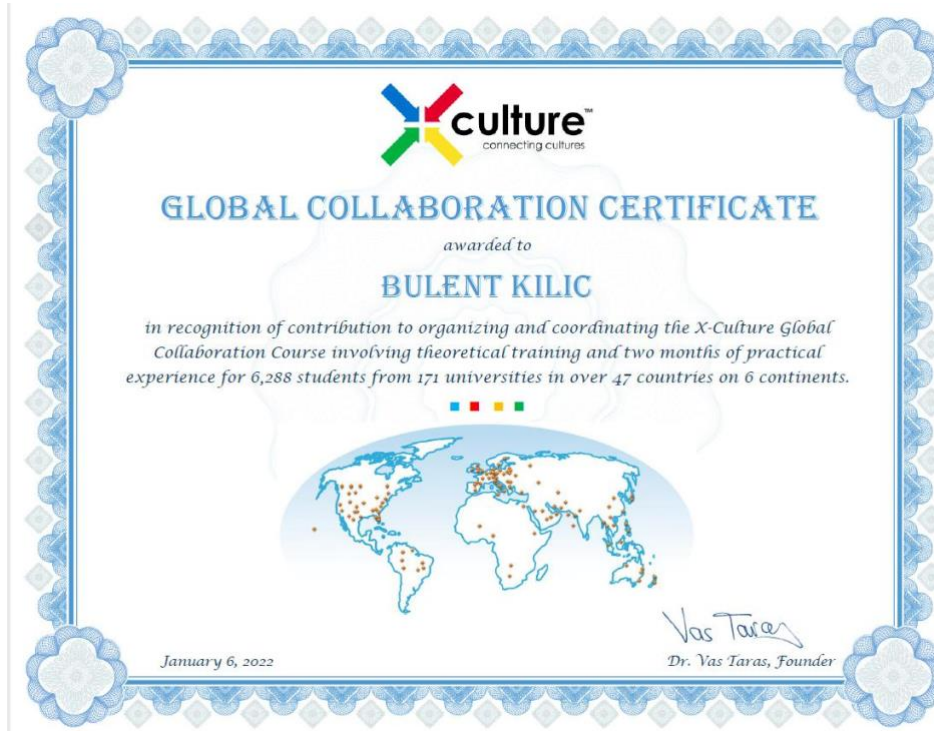 culture™
connecting cultures
GLOBAL COLLABORATION CERTIFICATE
awarded to
BULENT KILIC
in recognition of contribution to organizing and coordinating the X-Culture Global
Collaboration Course involving theoretical training and two months of practical
experience for 6,288 students from 171 universities in over 47 countries on 6 continents.
Vas Taras
January 6, 2022
Dr. Vas Taras, Founder